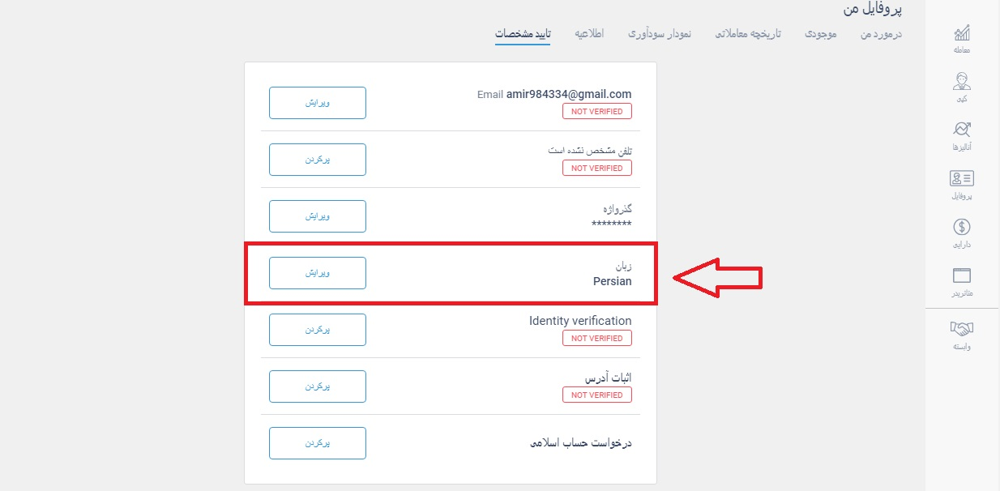 پروفایل من
درمورد من موجودی تاریخچه معاملاتی نمودار سودآوری اطلاعیه تایید مشخصات
معامله
کپی
آنالیزها
پروفایل
دارایی
متاتریدر
وابسته
Email amir984334@gmail.com
NOT VERIFIED
ویرایش
تلفن مشخص نشده است
NOT VERIFIED
پرکردن
گذرواژه
********
ویرایش
زبان
Persian
ویرایش
Identity verification
NOT VERIFIED
پرکردن
اثبات آدرس
NOT VERIFIED
پرکردن
درخواست حساب اسلامی
پرکردن